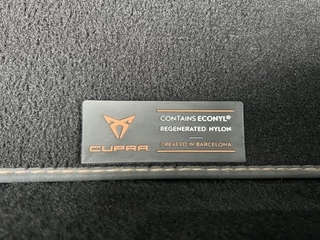 CONTAINS ECONYL®
REGENERATED NYLON
CREATED IN BARCELONA
CUPRA